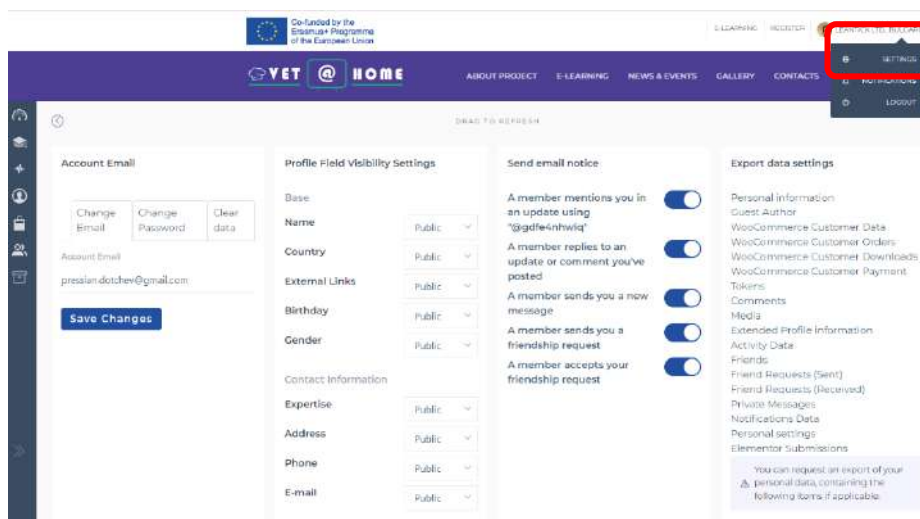 Co-funded by the
Erasmus+ Programme
of the European Union
E-LEARNING REGISTER LEANTICA LTD, BULGARI
VET @ HOME
ABOUT PROJECT E-LEARNING NEWS & EVENTS GALLERY CONTACTS
SETTINGS
NOTIFICATIONS
LOGOUT
DRAG TO REFRESH
Account Email
Change Email
Change Password
Clear data
Account Email
pressian.dotchev@gmail.com
Save Changes
Profile Field Visibility Settings
Base
Name Public
Country Public
External Links Public
Birthday Public
Gender Public
Contact Information
Expertise Public
Address Public
Phone Public
E-mail Public
Send email notice
A member mentions you in
an update using
"@gdfe4nhwiq"
A member replies to an
update or comment you've
posted
A member sends you a new
message
A member sends you a
friendship request
A member accepts your
friendship request
Export data settings
Personal information
Guest Author
WooCommerce Customer Data
WooCommerce Customer Orders
WooCommerce Customer Downloads
WooCommerce Customer Payment
Tokens
Comments
Media
Extended Profile Information
Activity Data
Friends
Friend Requests (Sent)
Friend Requests (Received)
Private Messages
Notifications Data
Personal settings
Elementor Submissions
You can request an export of your
personal data, containing the
following items if applicable.